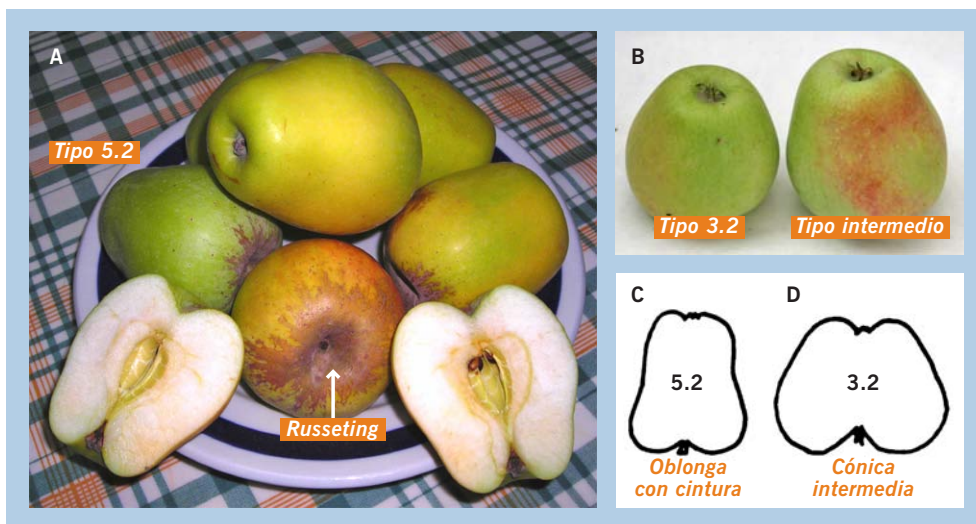 A
Tipo 5.2
Russeting
B
Tipo 3.2
Tipo intermedio
C
5.2
Oblonga
con cintura
D
3.2
Cónica
intermedia